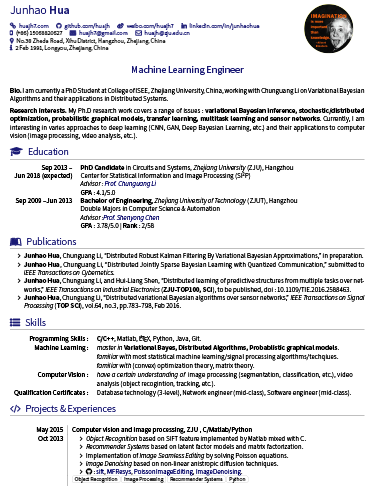 Junhao Hua
huajh7.com github.com/huajh weibo.com/huajh7 linkedin.com/in/junhaohua
(+86) 15068820527 huajh7@gmail.com huajh@zju.edu.cn
No.38 Zheda Road, Xihu District, Hangzhou, Zhejiang, China
2 Feb 1991, Longyou, Zhejiang, China
IMAGINATION
is more
important
than
knowledge
Machine Learning Engineer
Bio. I am currently a PhD Student at College of ISEE, Zhejiang University, China, working with Chunguang Li on Variational Bayesian
Algorithms and their applications in Distributed Systems.
Research Interests. My Ph.D research work covers a range of issues : variational Bayesian inference, stochastic/distributed
optimization, probabilistic graphical models, transfer learning, multitask learning and sensor networks. Currently, I am
interesting in varies approaches to deep learning (CNN, GAN, Deep Bayesian Learning, etc.) and their applications to computer
vision (image processing, video analysis, etc.).
Education
Sep 2013 – PhD Candidate in Circuits and Systems, Zhejiang University (ZJU), Hangzhou
Jun 2018 (expected) Center for Statistical Information and Image Processing (SIPP)
Advisor : Prof. Chunguang Li
GPA : 4.1/5.0
Sep 2009 –Jun 2013 Bachelor of Engineering, Zhejiang University of Technology (ZJUT), Hangzhou
Double Majors in Computer Science & Automation
Advisor : Prof. Shenyong Chen
GPA : 3.78/5.0 | Rank : 2/58
Publications
Junhao Hua, Chunguang Li, "Distributed Robust Kalman Filtering By Variational Bayesian Approximations," in preparation.
Junhao Hua, Chunguang Li, "Distributed Jointly Sparse Bayesian Learning with Quantized Communication," submitted to
IEEE Transactions on Cybernetics.
Junhao Hua, Chunguang Li, and Hui-Liang Shen, "Distributed learning of predictive structures from multiple tasks over net-
works," IEEE Transactions on Industrial Electronics (ZJU-TOP100, SCI), to be published, doi : 10.1109/TIE.2016.2588463.
Junhao Hua, Chunguang Li, "Distributed variational Bayesian algorithms over sensor networks," IEEE Transactions on Signal
Processing (TOP SCI), vol.64, no.3, pp.783–798, Feb 2016.
Skills
Programming Skills : C/C++, Matlab, LATEX, Python, Java, Git.
Machine Learning : master in Variational Bayes, Distributed Algorithms, Probabilistic graphical models.
familiar with most statistical machine learning/signal processing algorithms/techniques.
familiar with (convex) optimization theory, matrix theory.
Computer Vision : have a certain understanding of image processing (segmentation, classification, etc.), video
analysis (object recognition, tracking, etc.).
Qualification Certificates : Database technology (3-level), Network engineer (mid-class), Software engineer (mid-class).
Projects & Experiences
May 2015 Computer vision and image processing, ZJU , C/Matlab/Python
Oct 2013 Object Recognition based on SIFT feature implemented by Matlab mixed with C.
Recommender Systems based on latent factor models and matrix factorization.
Implementation of Image Seamless Editing by solving Poisson equations.
Image Denoising based on non-linear anisotropic diffusion techniques.
: sift, MFResys, PoissonImageEditing, ImageDenoising.
Object Recognition Image Processing Recommender Systems Python